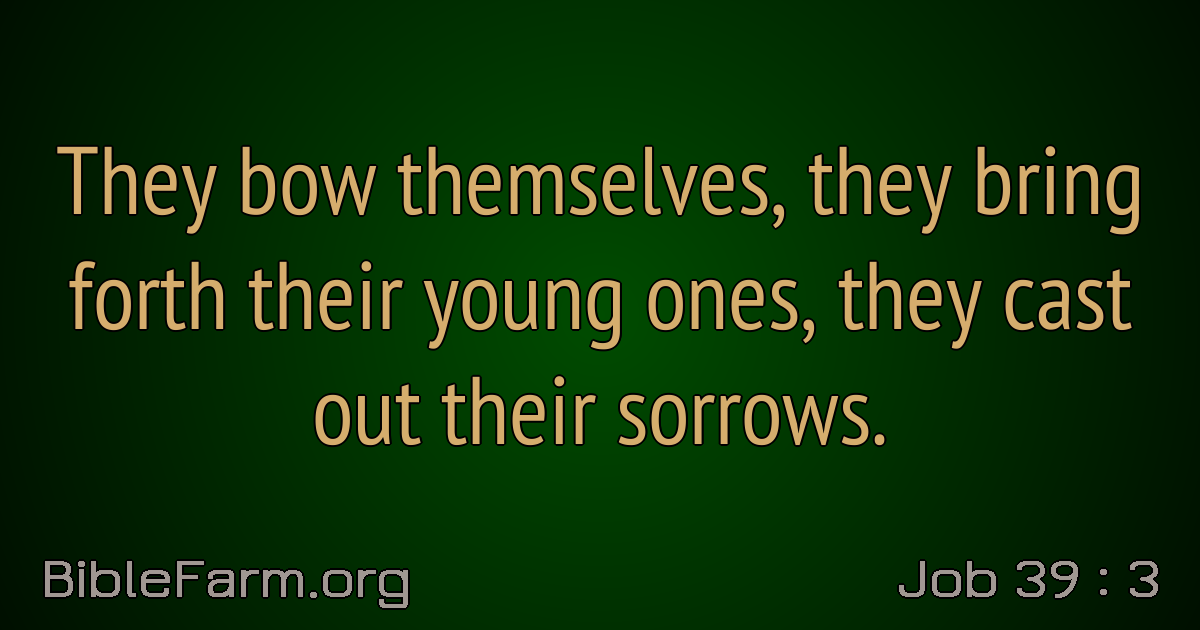 They bow themselves, they bring
forth their young ones, they cast
out their sorrows.
BibleFarm.org
Job 39 : 3